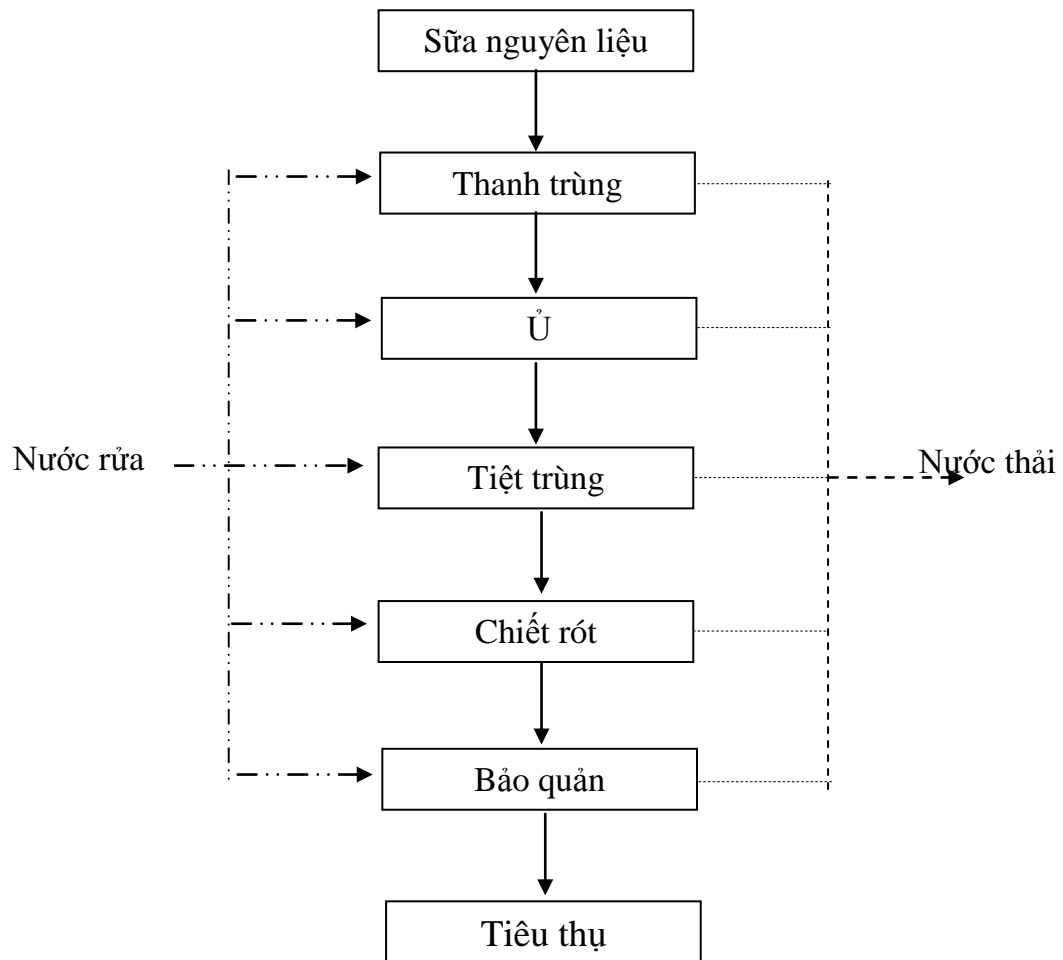 Sữa nguyên liệu
Thanh trùng
Ủ
Nước rửa
Tiệt trùng
Nước thải
Chiết rót
Bảo quản
Tiêu thụ